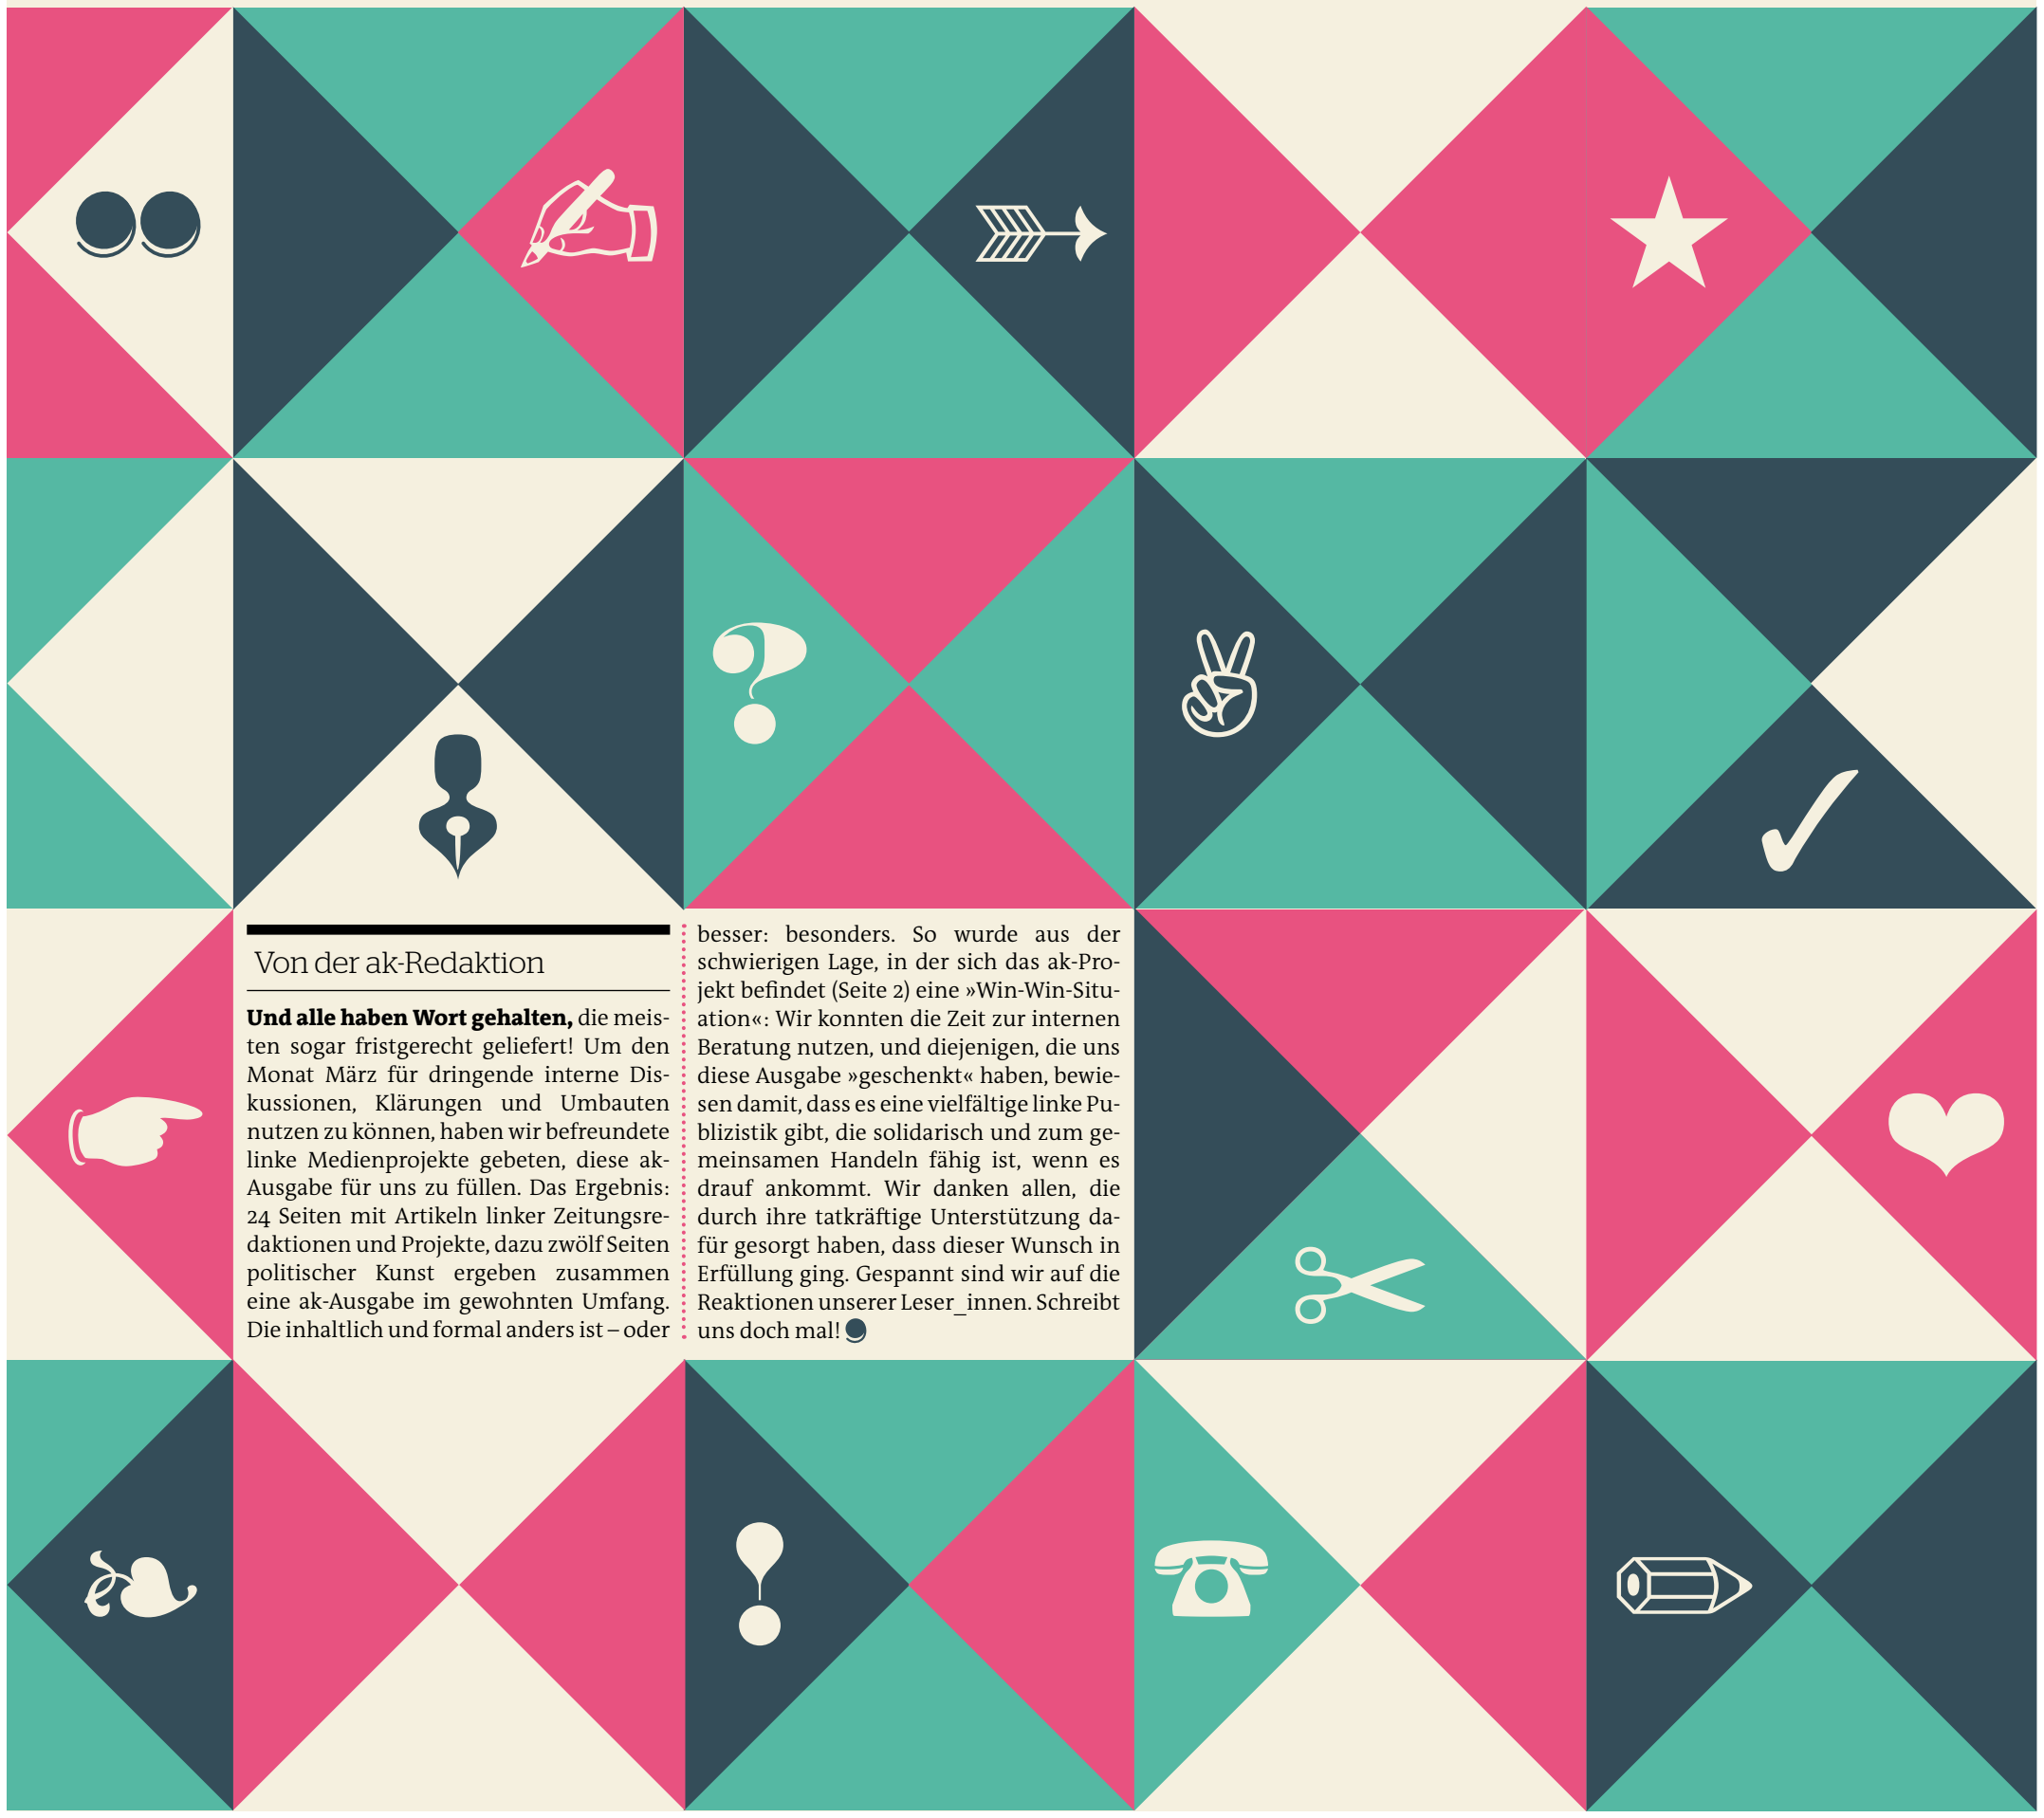 Von der ak-Redaktion
Und alle haben Wort gehalten, die meis-
ten sogar fristgerecht geliefert! Um den
Monat März für dringende interne Dis-
kussionen, Klärungen und Umbauten
nutzen zu können, haben wir befreundete
linke Medienprojekte gebeten, diese ak-
Ausgabe für uns zu füllen. Das Ergebnis:
24 Seiten mit Artikeln linker Zeitungsre-
daktionen und Projekte, dazu zwölf Seiten
politischer Kunst ergeben zusammen
eine ak-Ausgabe im gewohnten Umfang.
Die inhaltlich und formal anders ist – oder
besser: besonders. So wurde aus der
schwierigen Lage, in der sich das ak-Pro-
jekt befindet (Seite 2) eine »Win-Win-Situ-
ation«: Wir konnten die Zeit zur internen
Beratung nutzen, und diejenigen, die uns
diese Ausgabe »geschenkt« haben, bewie-
sen damit, dass es eine vielfältige linke Pu-
blizistik gibt, die solidarisch und zum ge-
meinsamen Handeln fähig ist, wenn es
drauf ankommt. Wir danken allen, die
durch ihre tatkräftige Unterstützung da-
für gesorgt haben, dass dieser Wunsch in
Erfüllung ging. Gespannt sind wir auf die
Reaktionen unserer Leser_innen. Schreibt
uns doch mal!